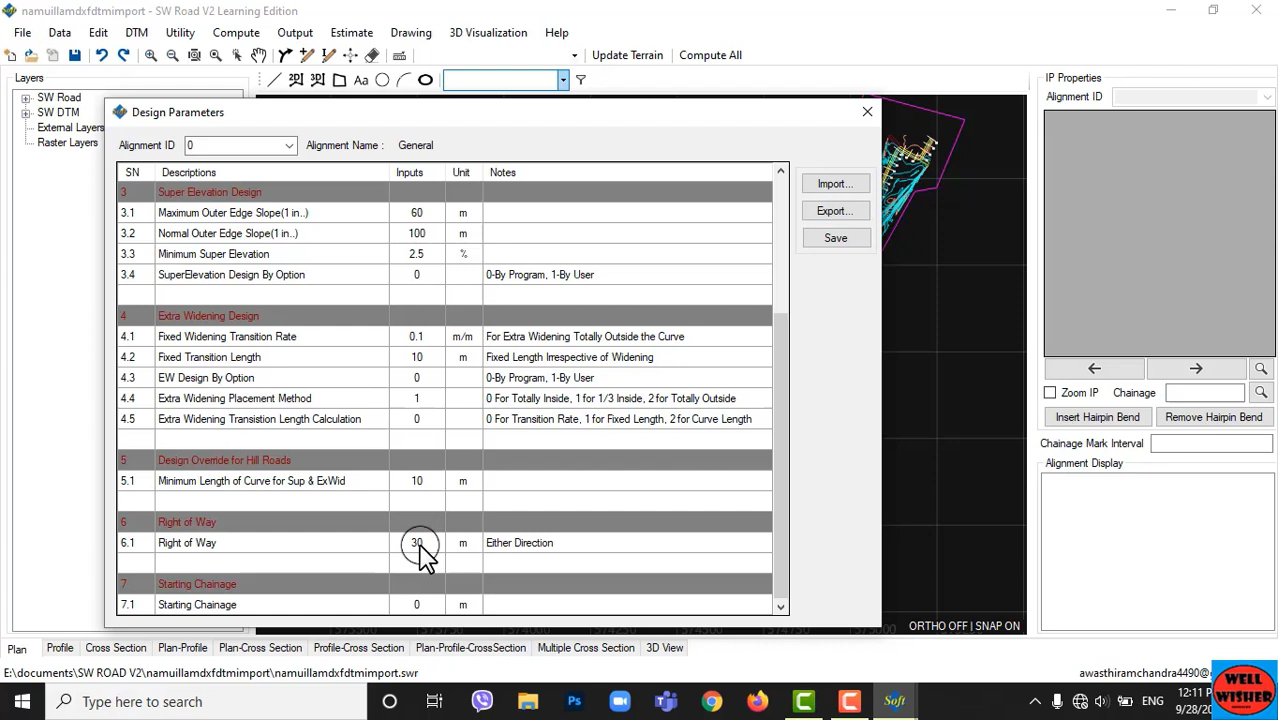 namuillamdxfdtmimport - SW Road V2 Learning Edition
File Data Edit DTM Utility Compute Output Estimate Drawing 3D Visualization Help
Update Terrain Compute All
Layers
SW Road
SW DTM
External Layers
Raster Layers
Aa
Design Parameters
Alignment ID 0 Alignment Name : General
SN Descriptions Inputs Unit Notes
3 Super Elevation Design
3.1 Maximum Outer Edge Slope(1 in..) 60 m
3.2 Normal Outer Edge Slope(1 in..) 100 m
3.3 Minimum Super Elevation 2.5 %
3.4 SuperElevation Design By Option 0 0-By Program, 1-By User
4 Extra Widening Design
4.1 Fixed Widening Transition Rate 0.1 m/m For Extra Widening Totally Outside the Curve
4.2 Fixed Transition Length 10 m Fixed Length Irrespective of Widening
4.3 EW Design By Option 0 0-By Program, 1-By User
4.4 Extra Widening Placement Method 1 0 For Totally Inside, 1 for 1/3 Inside, 2 for Totally Outside
4.5 Extra Widening Transistion Length Calculation 0 0 For Transition Rate, 1 for Fixed Length, 2 for Curve Length
5 Design Override for Hill Roads
5.1 Minimum Length of Curve for Sup & ExWid 10 m
6 Right of Way
6.1 Right of Way 30 m Either Direction
7 Starting Chainage
7.1 Starting Chainage 0 m
Import...
Export...
Save
IP Properties
Alignment ID
Zoom IP Chainage
Insert Hairpin Bend Remove Hairpin Bend
Chainage Mark Interval
Alignment Display
ORTHO OFF | SNAP ON
Plan Profile Cross Section Plan-Profile Plan-Cross Section Profile-Cross Section Plan-Profile-CrossSection Multiple Cross Section 3D View
E:\documents\SW ROAD V2\namuillamdxfdtmimport\namuillamdxfdtmimport.swr
awasthiramchandra4490@
Type here to search
Ps
Soft
ENG
12:11 PM
9/28/20
WELL
WISHER